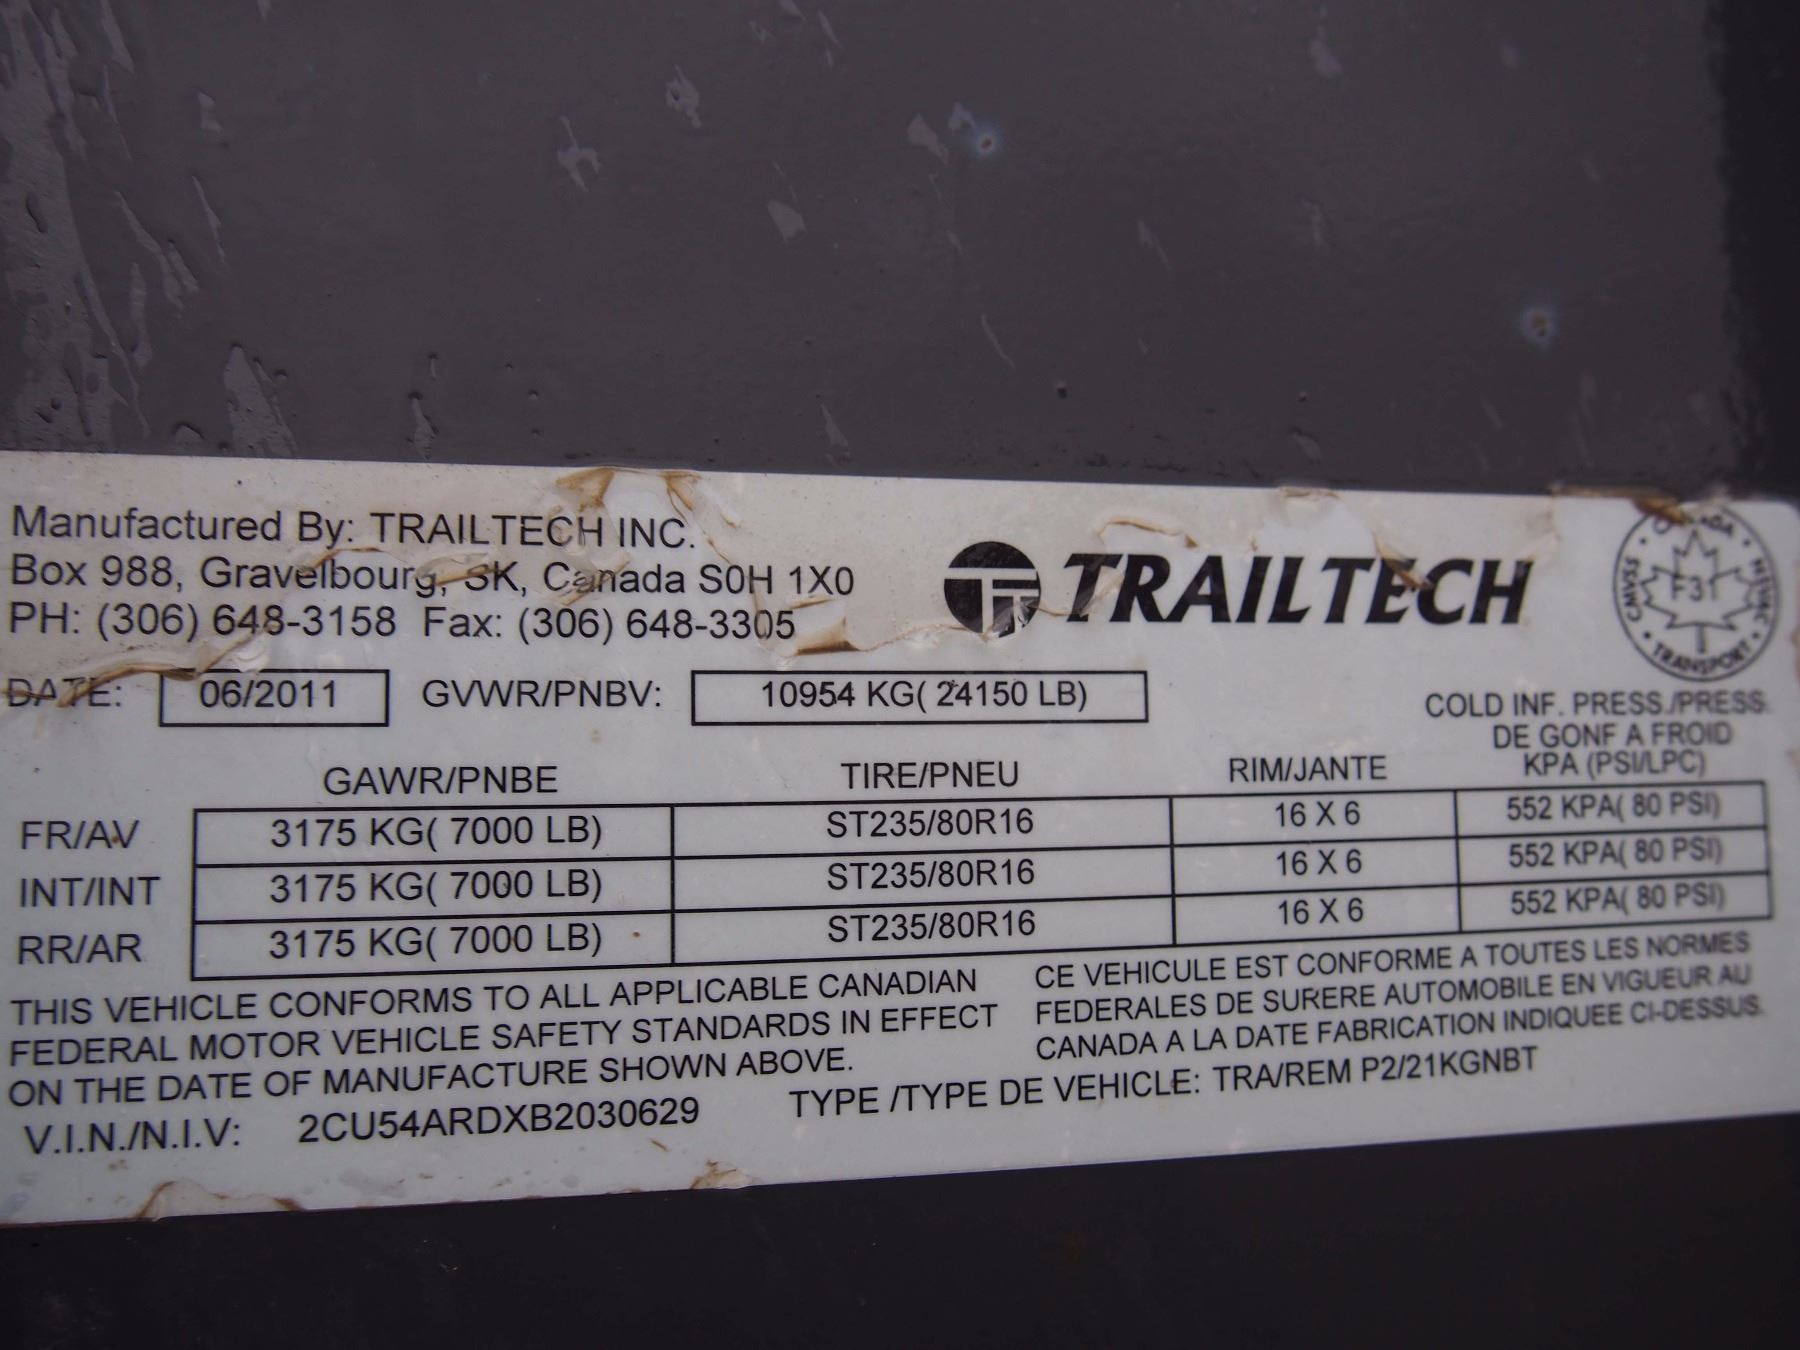 Manufactured By: TRAILTECH INC.
Box 988, Gravelbourg, SK, Canada S0H 1X0
PH: (306) 648-3158 Fax: (306) 648-3305
TT TRAILTECH
CANADA
CMVSS F31 NSVAC
TRANSPORT
DATE: 06/2011 GVWR/PNBV: 10954 KG( 24150 LB)
COLD INF. PRESS./PRESS.
DE GONF A FROID
KPA (PSI/LPC)
GAWR/PNBE TIRE/PNEU RIM/JANTE
FR/AV 3175 KG( 7000 LB) ST235/80R16 16 X 6 552 KPA( 80 PSI)
INT/INT 3175 KG( 7000 LB) ST235/80R16 16 X 6 552 KPA( 80 PSI)
RR/AR 3175 KG( 7000 LB) ST235/80R16 16 X 6 552 KPA( 80 PSI)
THIS VEHICLE CONFORMS TO ALL APPLICABLE CANADIAN
FEDERAL MOTOR VEHICLE SAFETY STANDARDS IN EFFECT
ON THE DATE OF MANUFACTURE SHOWN ABOVE.
CE VEHICULE EST CONFORME A TOUTES LES NORMES
FEDERALES DE SURERE AUTOMOBILE EN VIGUEUR AU
CANADA A LA DATE FABRICATION INDIQUEE CI-DESSUS.
V.I.N./N.I.V: 2CU54ARDXB2030629 TYPE /TYPE DE VEHICLE: TRA/REM P2/21KGNBT